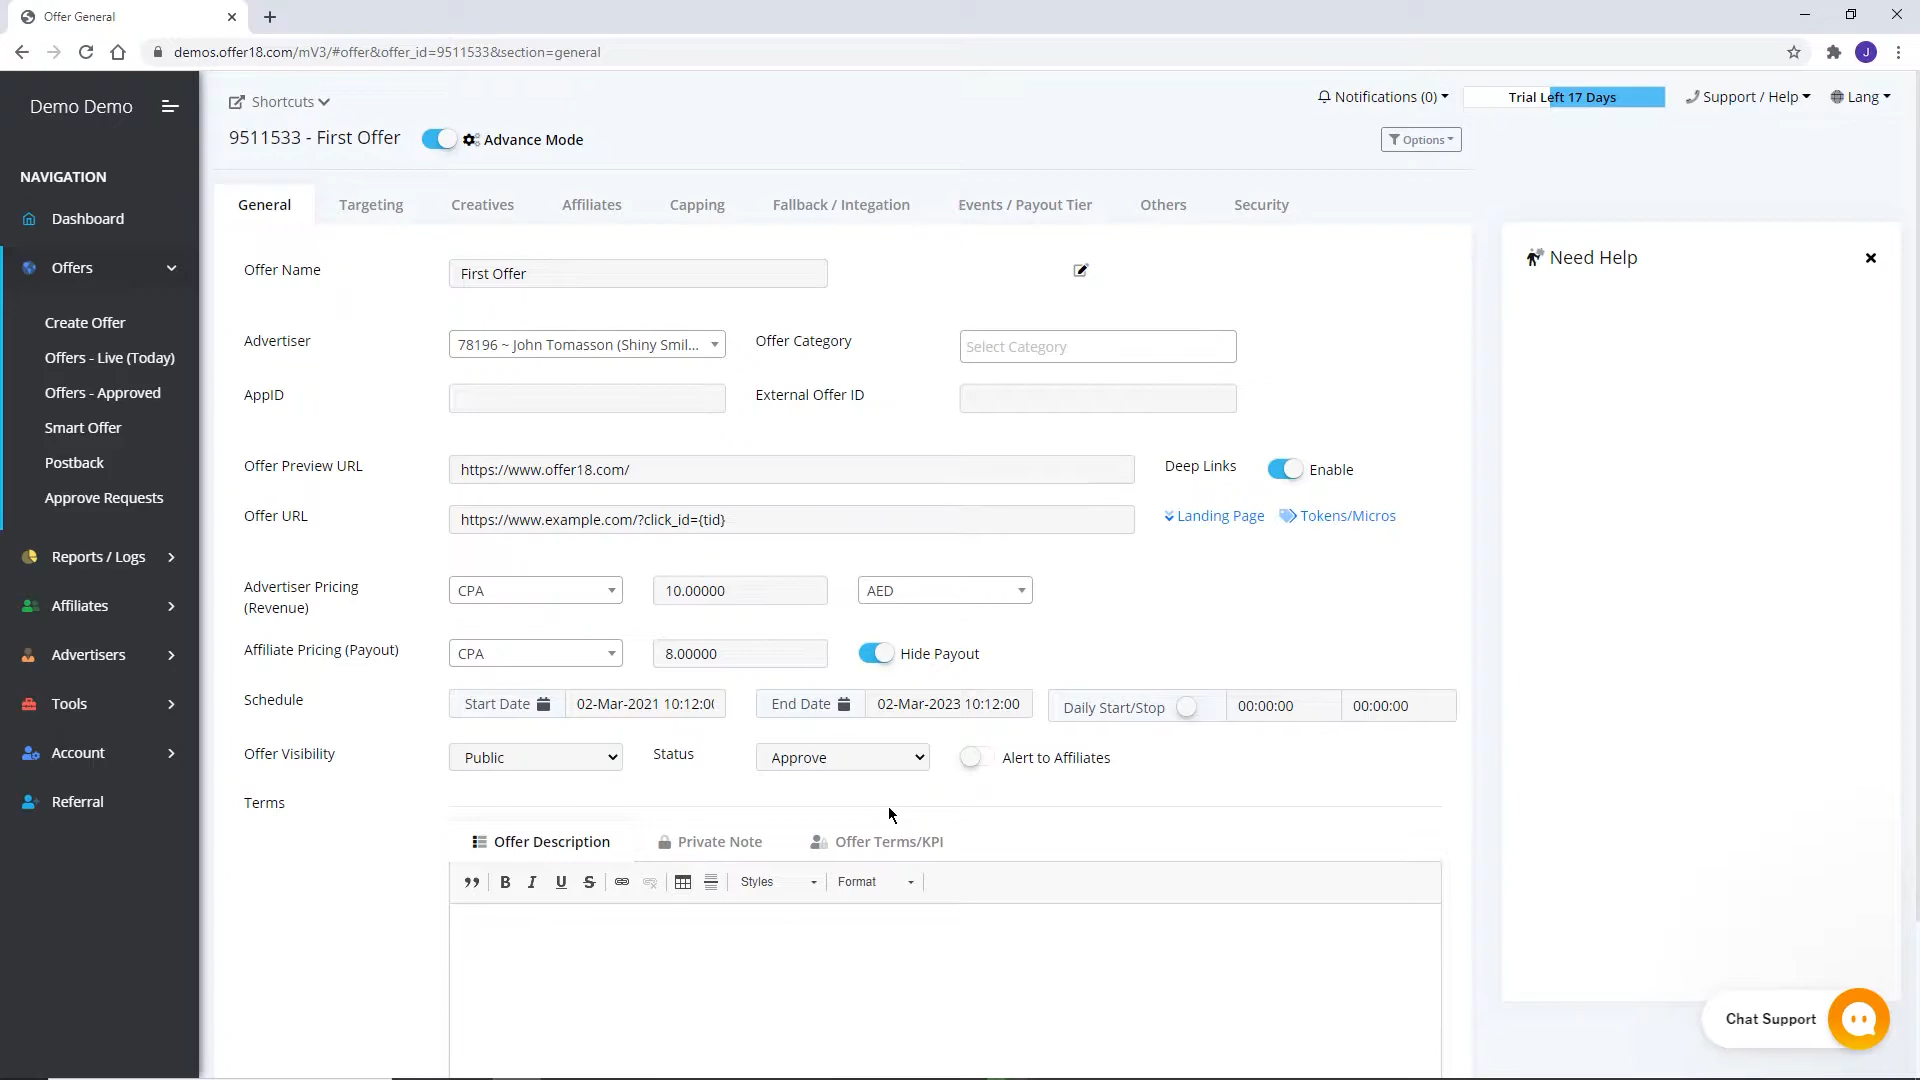 Offer General
demos.offer18.com/mV3/#offer&offer_id=9511533&section=general
J
Demo Demo
NAVIGATION
Dashboard
Offers
Create Offer
Offers - Live (Today)
Offers - Approved
Smart Offer
Postback
Approve Requests
Reports / Logs
Affiliates
Advertisers
Tools
Account
Referral
Shortcuts
Notifications (0)
Trial Left 17 Days
Support / Help
Lang
9511533 - First Offer
Advance Mode
Options
General
Targeting
Creatives
Affiliates
Capping
Fallback / Integation
Events / Payout Tier
Others
Security
Offer Name
First Offer
Advertiser
78196 ~ John Tomasson (Shiny Smil...
Offer Category
Select Category
AppID
External Offer ID
Offer Preview URL
https://www.offer18.com/
Deep Links
Enable
Offer URL
https://www.example.com/?click_id={tid}
Landing Page
Tokens/Micros
Advertiser Pricing
(Revenue)
CPA
10.00000
AED
Affiliate Pricing (Payout)
CPA
8.00000
Hide Payout
Schedule
Start Date
02-Mar-2021 10:12:0
End Date
02-Mar-2023 10:12:00
Daily Start/Stop
00:00:00
00:00:00
Offer Visibility
Public
Status
Approve
Alert to Affiliates
Terms
Offer Description
Private Note
Offer Terms/KPI
B I U S
Styles
Format
Need Help
Chat Support